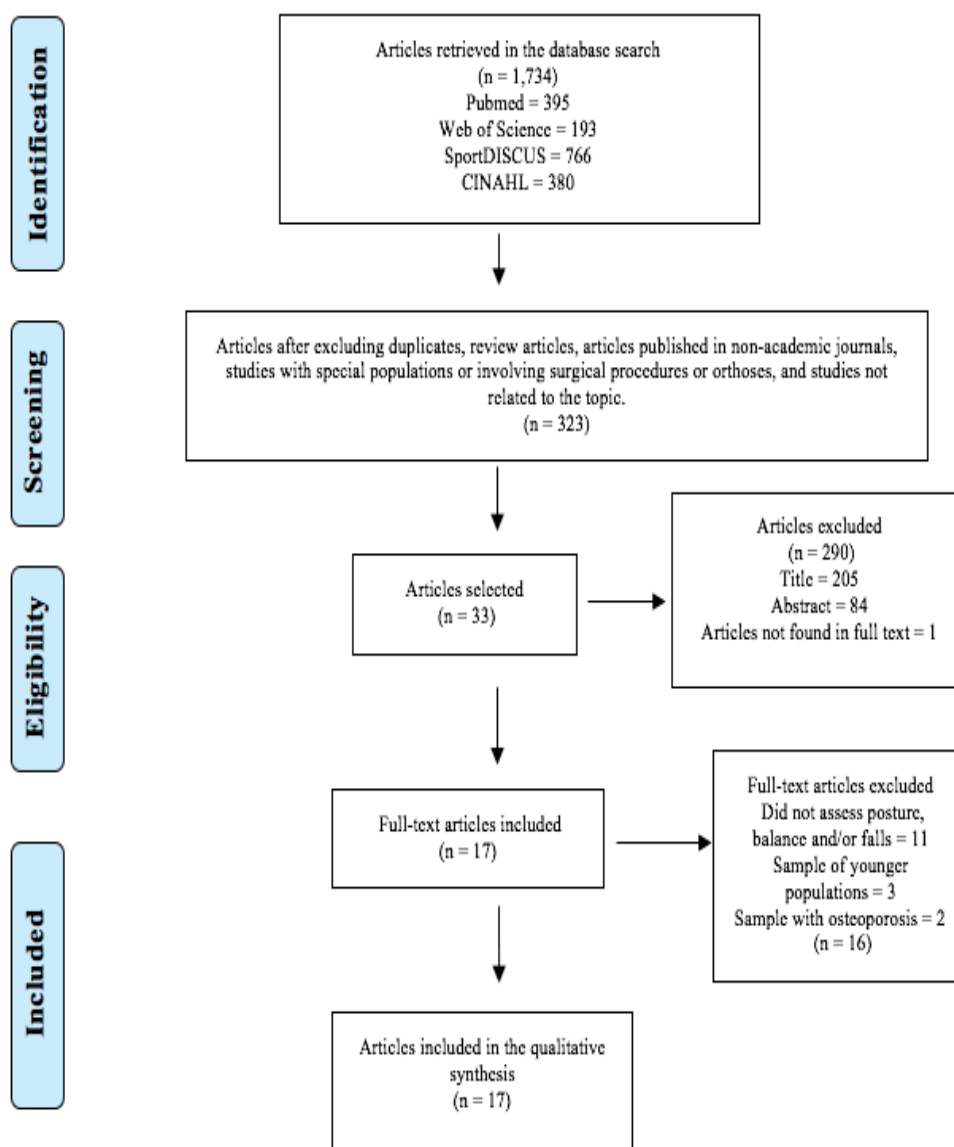 Identification
Articles retrieved in the database search
(n = 1,734)
Pubmed = 395
Web of Science = 193
SportDISCUS = 766
CINAHL = 380
Screening
Articles after excluding duplicates, review articles, articles published in non-academic journals,
studies with special populations or involving surgical procedures or orthoses, and studies not
related to the topic.
(n = 323)
Eligibility
Articles selected
(n = 33)
Articles excluded
(n = 290)
Title = 205
Abstract = 84
Articles not found in full text = 1
Full-text articles included
(n = 17)
Full-text articles excluded
Did not assess posture,
balance and/or falls = 11
Sample of younger
populations = 3
Sample with osteoporosis = 2
(n = 16)
Included
Articles included in the qualitative
synthesis
(n = 17)